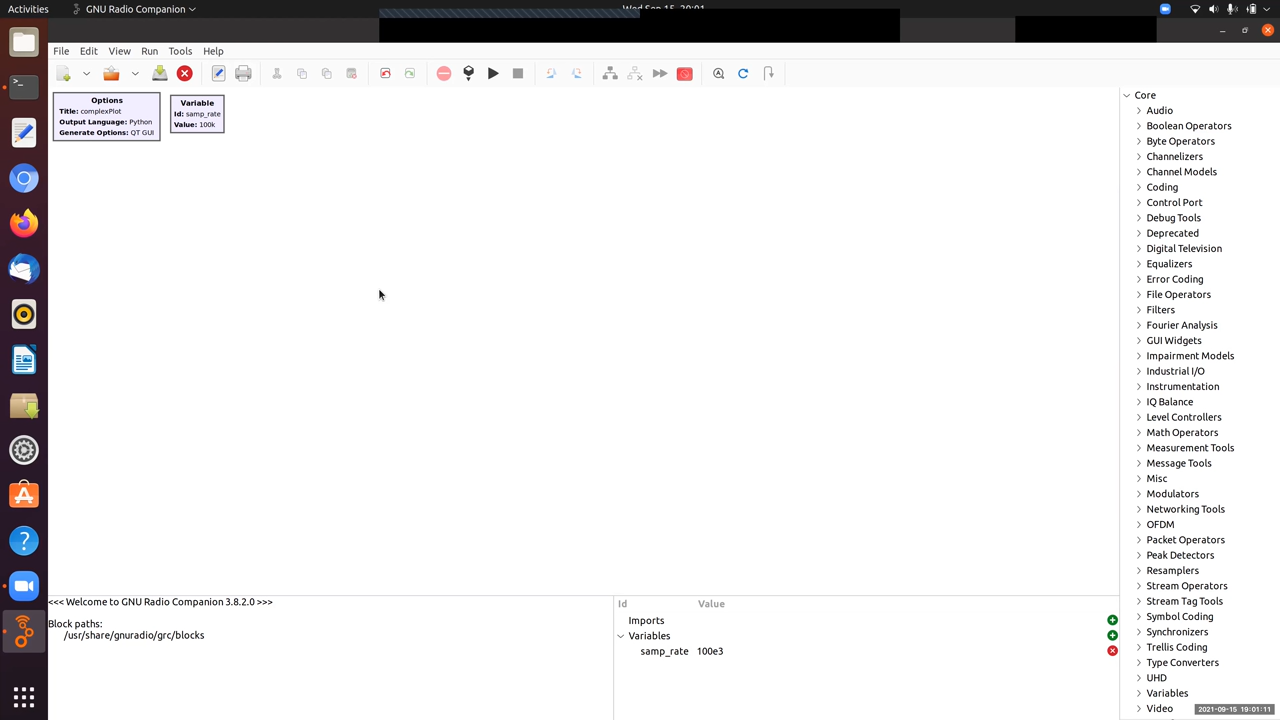 Activities
GNU Radio Companion
File Edit View Run Tools Help
Options
Title: complexPlot
Output Language: Python
Generate Options: QT GUI
Variable
Id: samp_rate
Value: 100k
Core
Audio
Boolean Operators
Byte Operators
Channelizers
Channel Models
Coding
Control Port
Debug Tools
Deprecated
Digital Television
Equalizers
Error Coding
File Operators
Filters
Fourier Analysis
GUI Widgets
Impairment Models
Industrial I/O
Instrumentation
IQ Balance
Level Controllers
Math Operators
Measurement Tools
Message Tools
Misc
Modulators
Networking Tools
OFDM
Packet Operators
Peak Detectors
Resamplers
Stream Operators
Stream Tag Tools
Symbol Coding
Synchronizers
Trellis Coding
Type Converters
UHD
Variables
Video
<<< Welcome to GNU Radio Companion 3.8.2.0 >>>
Block paths:
/usr/share/gnuradio/grc/blocks
Id Value
Imports
Variables
samp_rate 100e3
2021-09-15 19:01:11